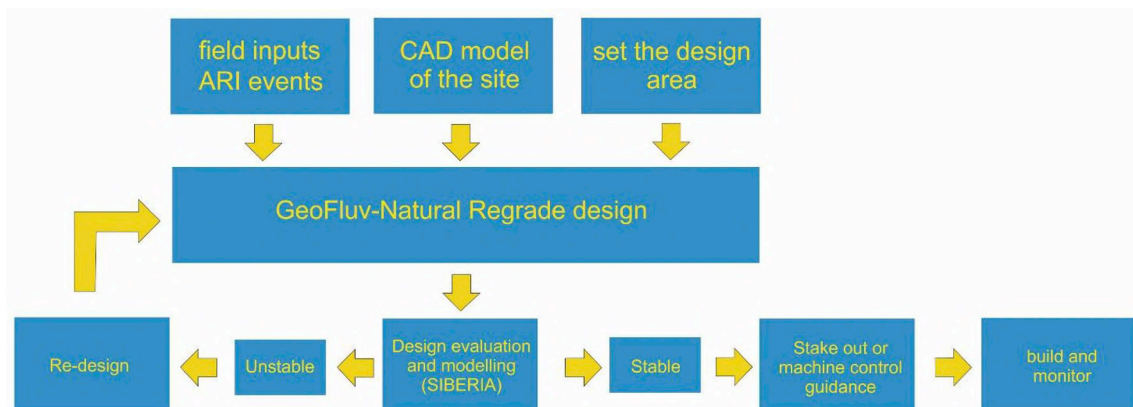 field inputs
ARI events
CAD model
of the site
set the design
area
GeoFluv-Natural Regrade design
Re-design
Unstable
Design evaluation
and modelling
(SIBERIA)
Stable
Stake out or
machine control
guidance
build and
monitor